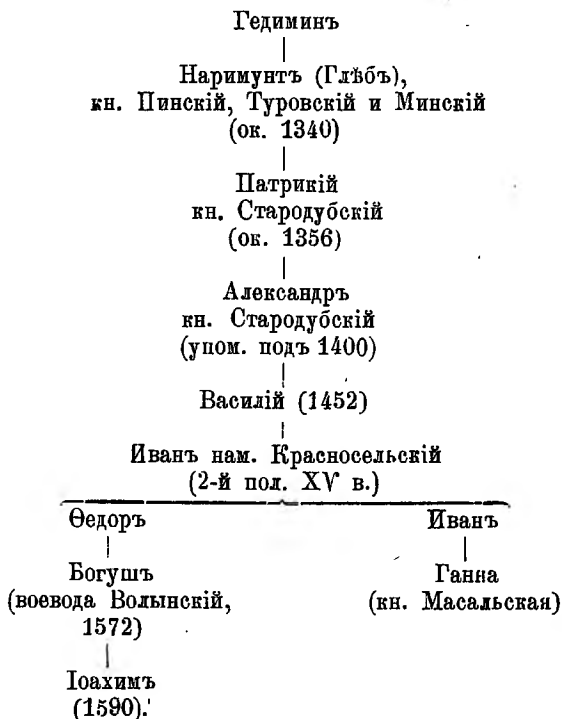 Гедиминъ
Наримунтъ (Глѣбъ),
кн. Пинскій, Туровскій и Минскій
(ок. 1340)
Патрикій
кн. Стародубскій
(ок. 1356)
Александръ
кн. Стародубскій
(упом. подъ 1400)
Василій (1452)
Иванъ нам. Красносельскій
(2-й пол. XV в.)
Ѳедоръ Иванъ
Богушъ Ганна
(воевода Волынскій, (кн. Масальская)
1572)
Іоахимъ
(1590).